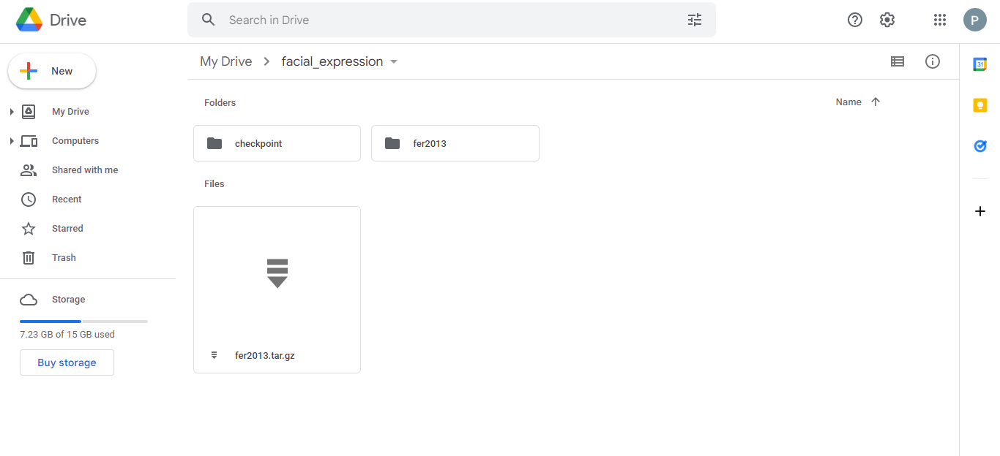 Drive
Search in Drive
P
New
My Drive
Computers
Shared with me
Recent
Starred
Trash
Storage
7.23 GB of 15 GB used
Buy storage
My Drive facial_expression
Folders
Name
checkpoint
fer2013
Files
fer2013.tar.gz
31